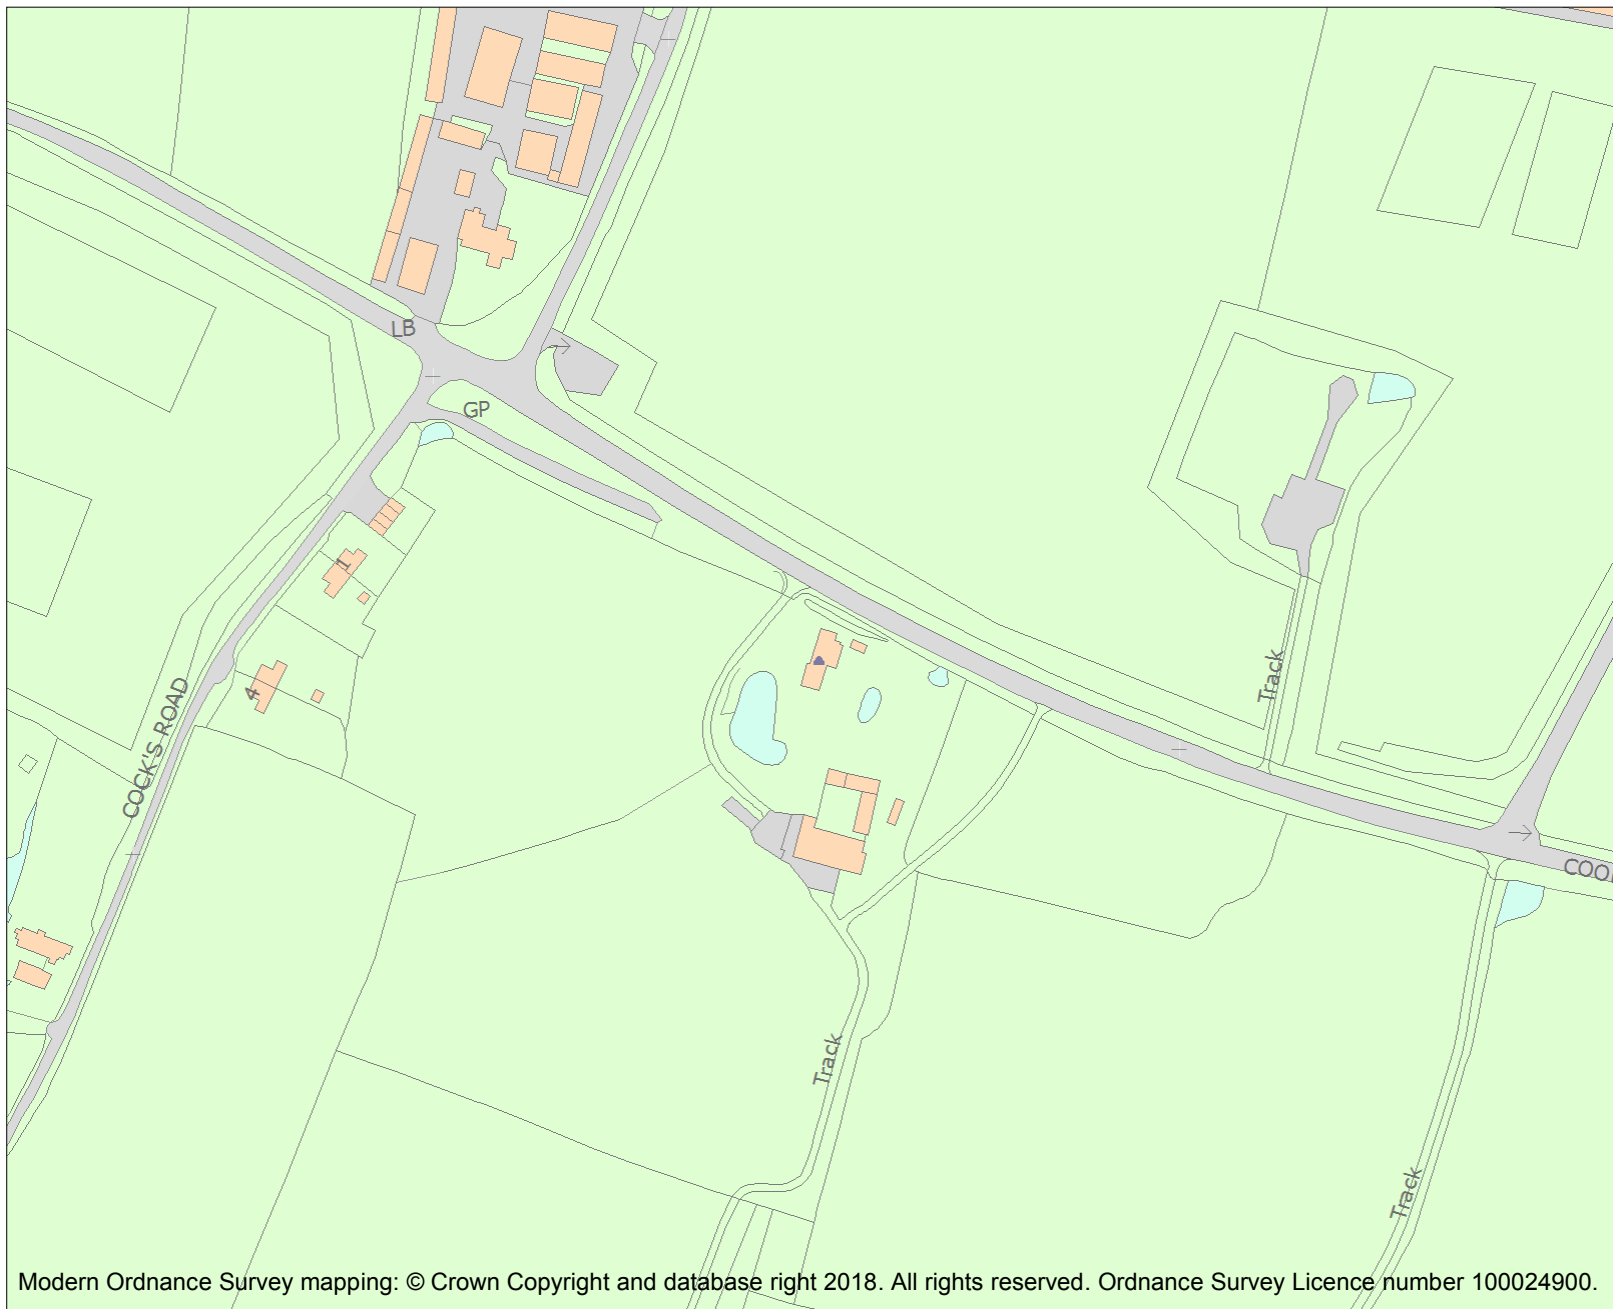 LB
GP
1
Track
4
COCK'S ROAD
COO
Track
Track
Modern Ordnance Survey mapping: © Crown Copyright and database right 2018. All rights reserved. Ordnance Survey Licence number 100024900.